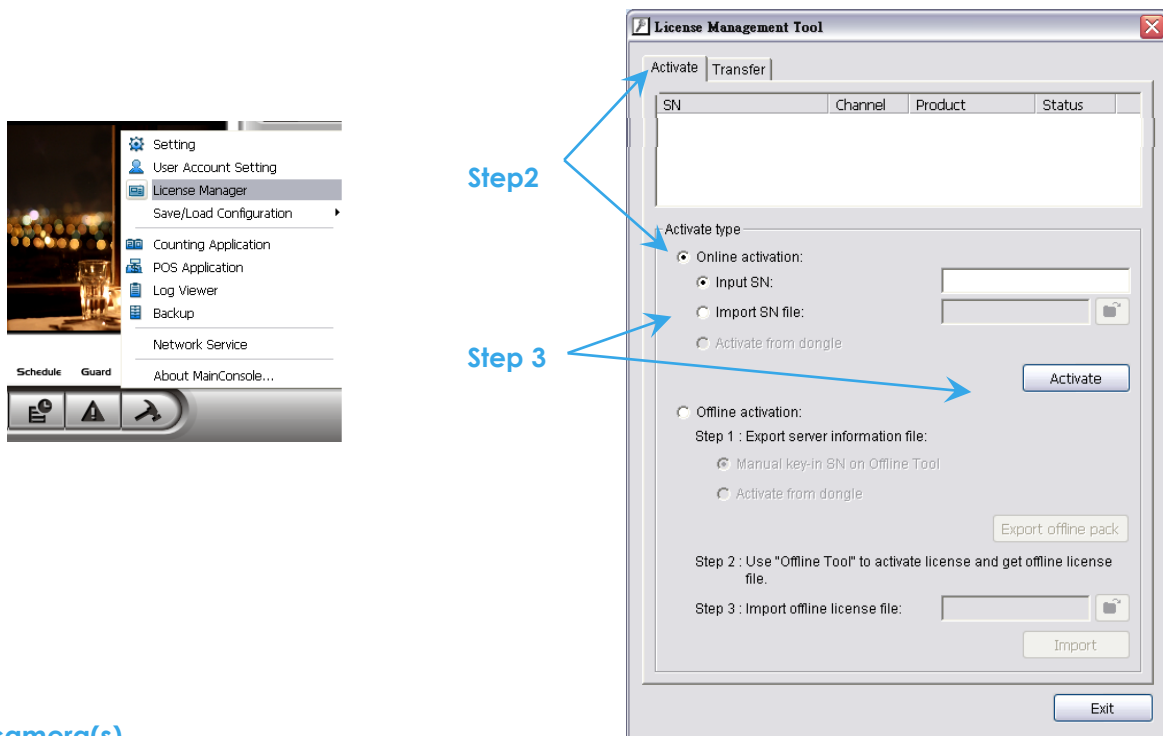 Setting
User Account Setting
License Manager
Save/Load Configuration
Counting Application
POS Application
Log Viewer
Backup
Network Service
About MainConsole...
Schedule Guard
Step2
Step 3
License Management Tool
Activate Transfer
SN Channel Product Status
Activate type
Online activation:
Input SN:
Import SN file:
Activate from dongle
Activate
Offline activation:
Step 1 : Export server information file:
Manual key-in SN on Offline Tool
Activate from dongle
Export offline pack
Step 2 : Use "Offline Tool" to activate license and get offline license
file.
Step 3 : Import offline license file:
Import
Exit
camera(s)